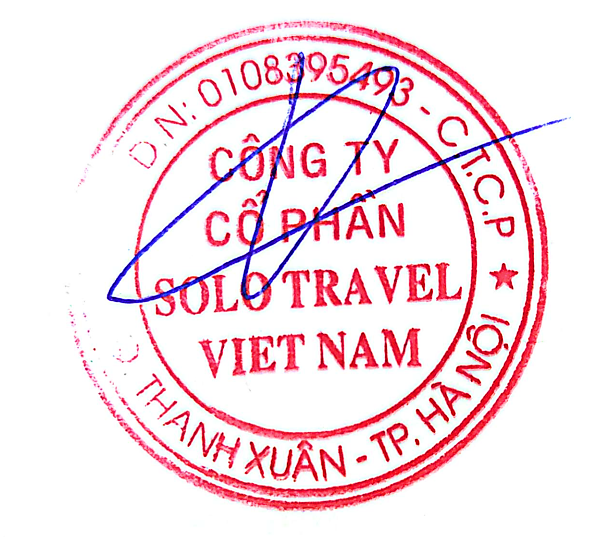 D.N: 0108395493 - C.T.C.P
CÔNG TY
CỔ PHẦN
SOLO TRAVEL
VIET NAM
THANH XUÂN - TP. HÀ NỘI